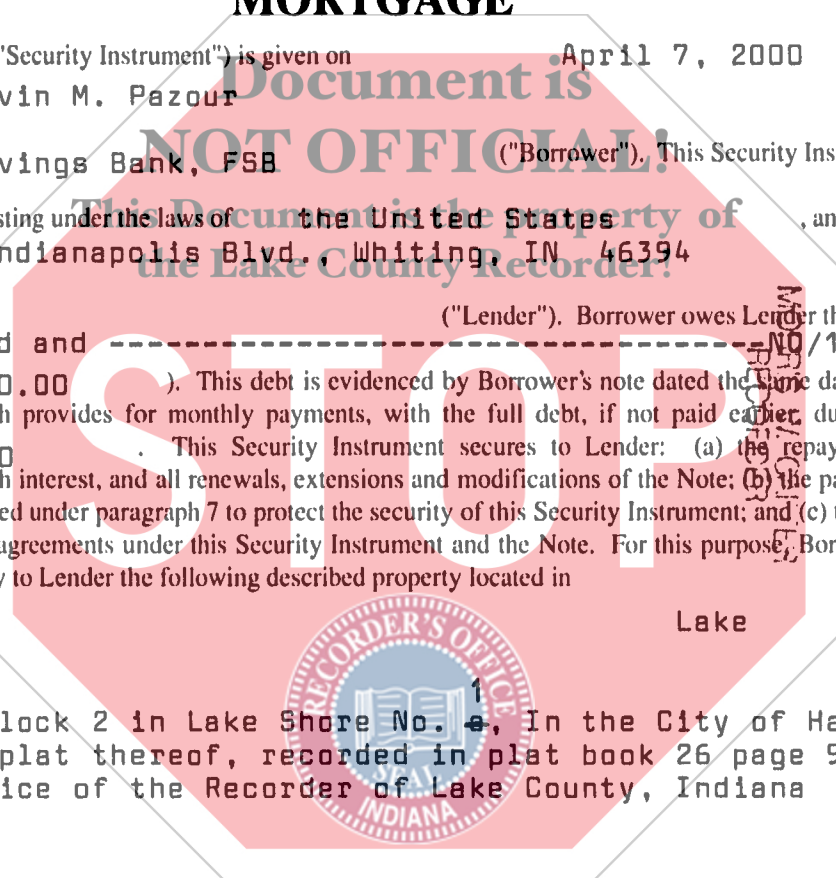 MORTGAGE
"Security Instrument") is given on April 7, 2000
Document is
vin M. Pazour
NOT OFFICIAL!
vings Bank, FSB ("Borrower"). This Security Ins
This Document is the property of
sting under the laws of the United States , an
ndianapolis Blvd., Whiting, IN 46394
the Lake County Recorder!
("Lender"). Borrower owes Lender th
d and ------------------------------------NO/1
0.00 ). This debt is evidenced by Borrower's note dated the same da
h provides for monthly payments, with the full debt, if not paid earlier, du
0 . This Security Instrument secures to Lender: (a) the repay
h interest, and all renewals, extensions and modifications of the Note; (b) the pa
ed under paragraph 7 to protect the security of this Security Instrument; and (c) t
agreements under this Security Instrument and the Note. For this purpose, Bor
y to Lender the following described property located in
STOP
Lake
RECORDER'S OFFICE
1
lock 2 in Lake Shore No. , In the City of Ha
plat thereof, recorded in plat book 26 page 9
SEAL
ice of the Recorder of Lake County, Indiana
INDIANA